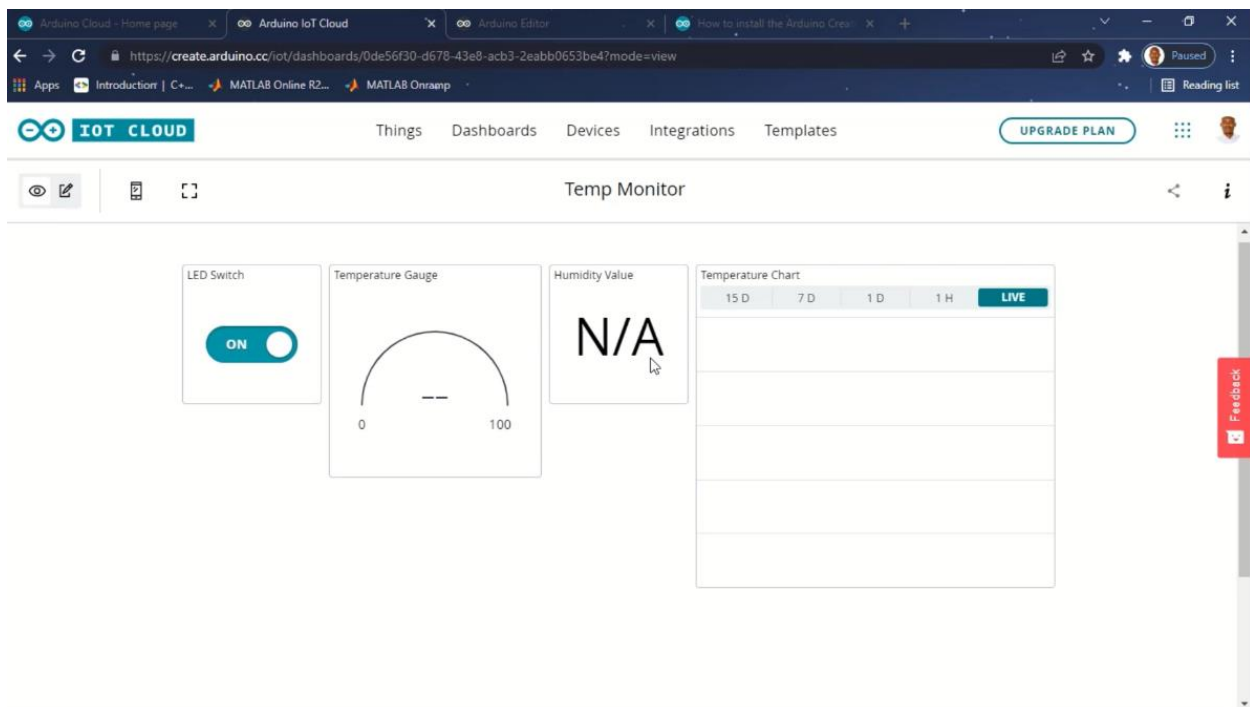 Arduino Cloud - Home page
Arduino IoT Cloud
Arduino Editor
How to install the Arduino Creat
https://create.arduino.cc/iot/dashboards/0de56f30-d678-43e8-acb3-2eabb0653be4?mode=view
Paused
Apps
Introduction | C+...
MATLAB Online R2...
MATLAB Onramp
Reading list
IOT CLOUD
Things
Dashboards
Devices
Integrations
Templates
UPGRADE PLAN
Temp Monitor
i
LED Switch
ON
Temperature Gauge
--
0
100
Humidity Value
N/A
Temperature Chart
15 D
7 D
1 D
1 H
LIVE
Feedback